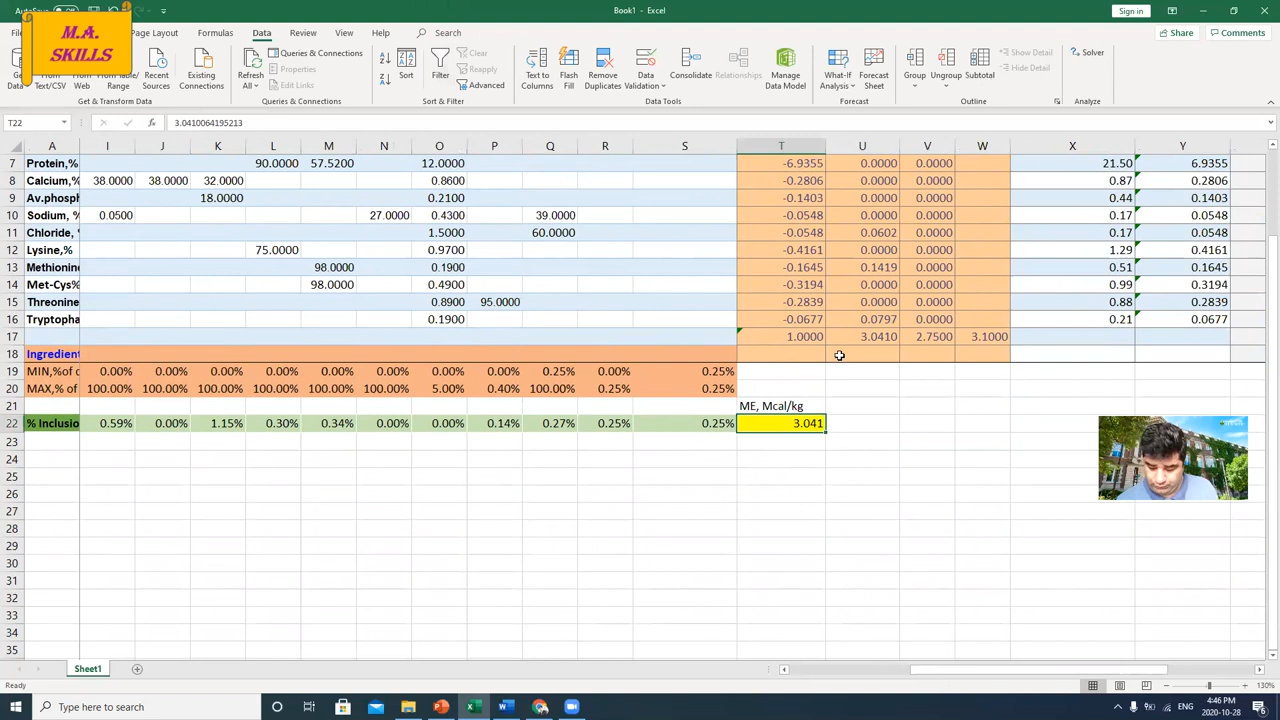 AutoSave
Book1 - Excel
Sign in
M.A.
SKILLS
Page Layout
Formulas
Data
Review
View
Help
Search
Share
Comments
Get
Data
From
Text/CSV
From
Web
From Table/
Range
Recent
Sources
Existing
Connections
Refresh
All
Queries & Connections
Properties
Edit Links
Sort
Filter
Clear
Reapply
Advanced
Text to
Columns
Flash
Fill
Remove
Duplicates
Data
Validation
Consolidate
Relationships
Manage
Data Model
What-If
Analysis
Forecast
Sheet
Group
Ungroup
Subtotal
Show Detail
Hide Detail
Solver
Get & Transform Data
Queries & Connections
Sort & Filter
Data Tools
Forecast
Outline
Analyze
T22
fx
3.0410064195213
A I J K L M N O P Q R S T U V W X Y
7 Protein,% 90.0000 57.5200 12.0000 -6.9355 0.0000 0.0000 21.50 6.9355
8 Calcium,% 38.0000 38.0000 32.0000 0.8600 -0.2806 0.0000 0.0000 0.87 0.2806
9 Av.phosph 18.0000 0.2100 -0.1403 0.0000 0.0000 0.44 0.1403
10 Sodium, % 0.0500 27.0000 0.4300 39.0000 -0.0548 0.0000 0.0000 0.17 0.0548
11 Chloride, 1.5000 60.0000 -0.0548 0.0602 0.0000 0.17 0.0548
12 Lysine,% 75.0000 0.9700 -0.4161 0.0000 0.0000 1.29 0.4161
13 Methionine 98.0000 0.1900 -0.1645 0.1419 0.0000 0.51 0.1645
14 Met-Cys% 98.0000 0.4900 -0.3194 0.0000 0.0000 0.99 0.3194
15 Threonine 0.8900 95.0000 -0.2839 0.0000 0.0000 0.88 0.2839
16 Tryptopha 0.1900 -0.0677 0.0797 0.0000 0.21 0.0677
17 1.0000 3.0410 2.7500 3.1000
18 Ingredient
19 MIN,%of 0.00% 0.00% 0.00% 0.00% 0.00% 0.00% 0.00% 0.00% 0.25% 0.00% 0.25%
20 MAX,% of 100.00% 100.00% 100.00% 100.00% 100.00% 100.00% 5.00% 0.40% 100.00% 0.25% 0.25%
21 ME, Mcal/kg
22 % Inclusio 0.59% 0.00% 1.15% 0.30% 0.34% 0.00% 0.00% 0.14% 0.27% 0.25% 0.25% 3.041
23
24
25
26
27
28
29
30
31
32
33
34
35
Sheet1
Ready
130%
Type here to search
ENG
4:46 PM
2020-10-28